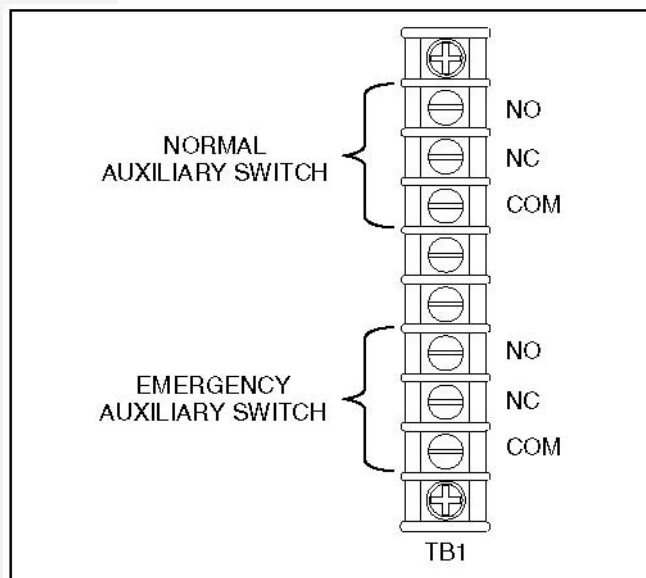 NORMAL
AUXILIARY SWITCH
NO
NC
COM
EMERGENCY
AUXILIARY SWITCH
NO
NC
COM
TB1